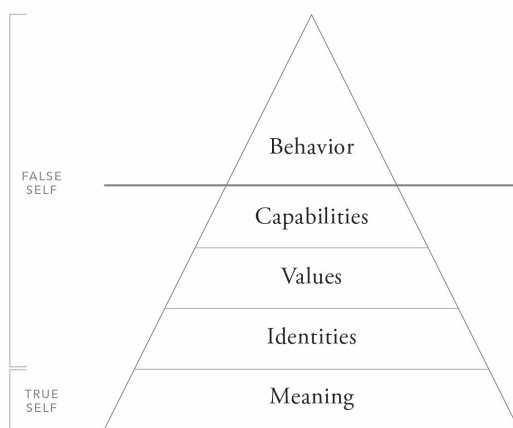 Behavior
FALSE
SELF
Capabilities
Values
Identities
TRUE
SELF
Meaning